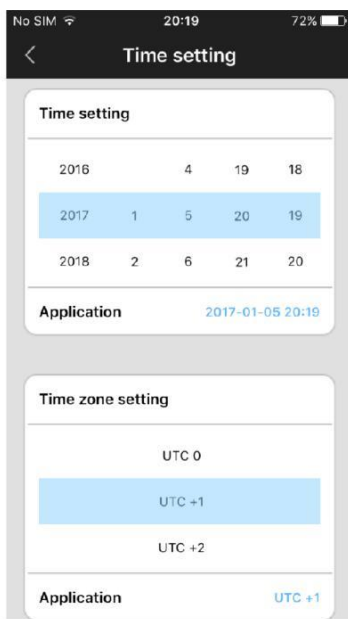 No SIM 20:19 72%
Time setting
Time setting
2016 4 19 18
2017 1 5 20 19
2018 2 6 21 20
Application 2017-01-05 20:19
Time zone setting
UTC 0
UTC +1
UTC +2
Application UTC +1